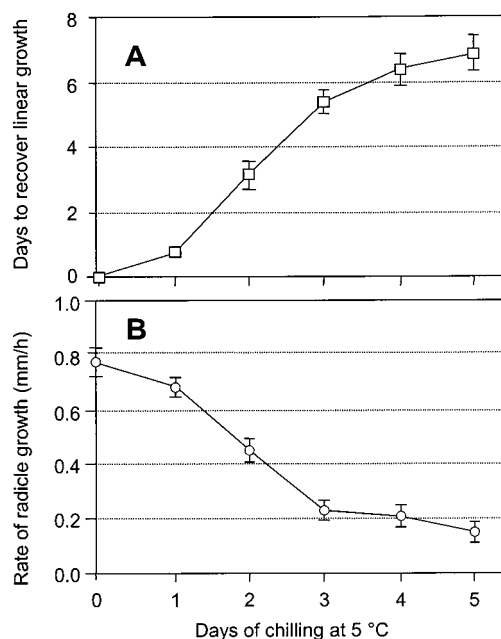 A
Days to recover linear growth
8
6
4
2
0
B
Rate of radicle growth (mm/h)
1.0
0.8
0.6
0.4
0.2
0.0
0 1 2 3 4 5
Days of chilling at 5 °C